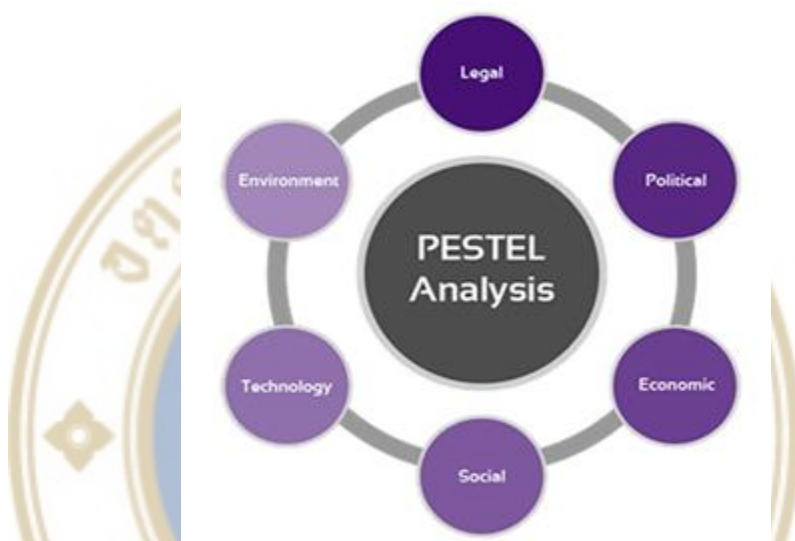 Legal
Political
Economic
Social
Technology
Environment
PESTEL
Analysis